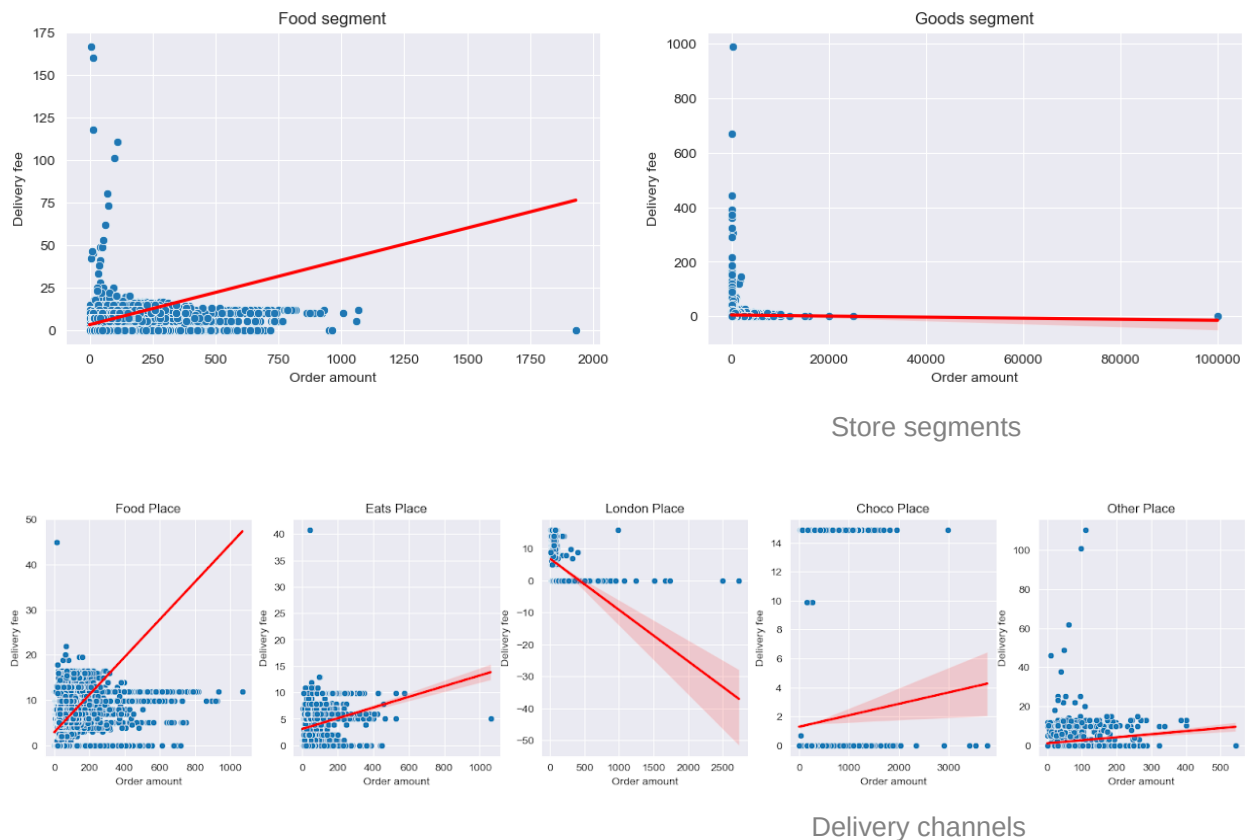 Food segment
Delivery fee
175
150
125
100
75
50
25
0
0 250 500 750 1000 1250 1500 1750 2000
Order amount
Goods segment
Delivery fee
1000
800
600
400
200
0
0 20000 40000 60000 80000 100000
Order amount
Store segments
Food Place
Delivery fee
50
40
30
20
10
0
0 200 400 600 800 1000
Order amount
Eats Place
Delivery fee
40
35
30
25
20
15
10
5
0
0 200 400 600 800 1000
Order amount
London Place
Delivery fee
10
0
−10
−20
−30
−40
−50
0 500 1000 1500 2000 2500
Order amount
Choco Place
Delivery fee
14
12
10
8
6
4
2
0
0 1000 2000 3000
Order amount
Other Place
Delivery fee
100
80
60
40
20
0
0 100 200 300 400 500
Order amount
Delivery channels